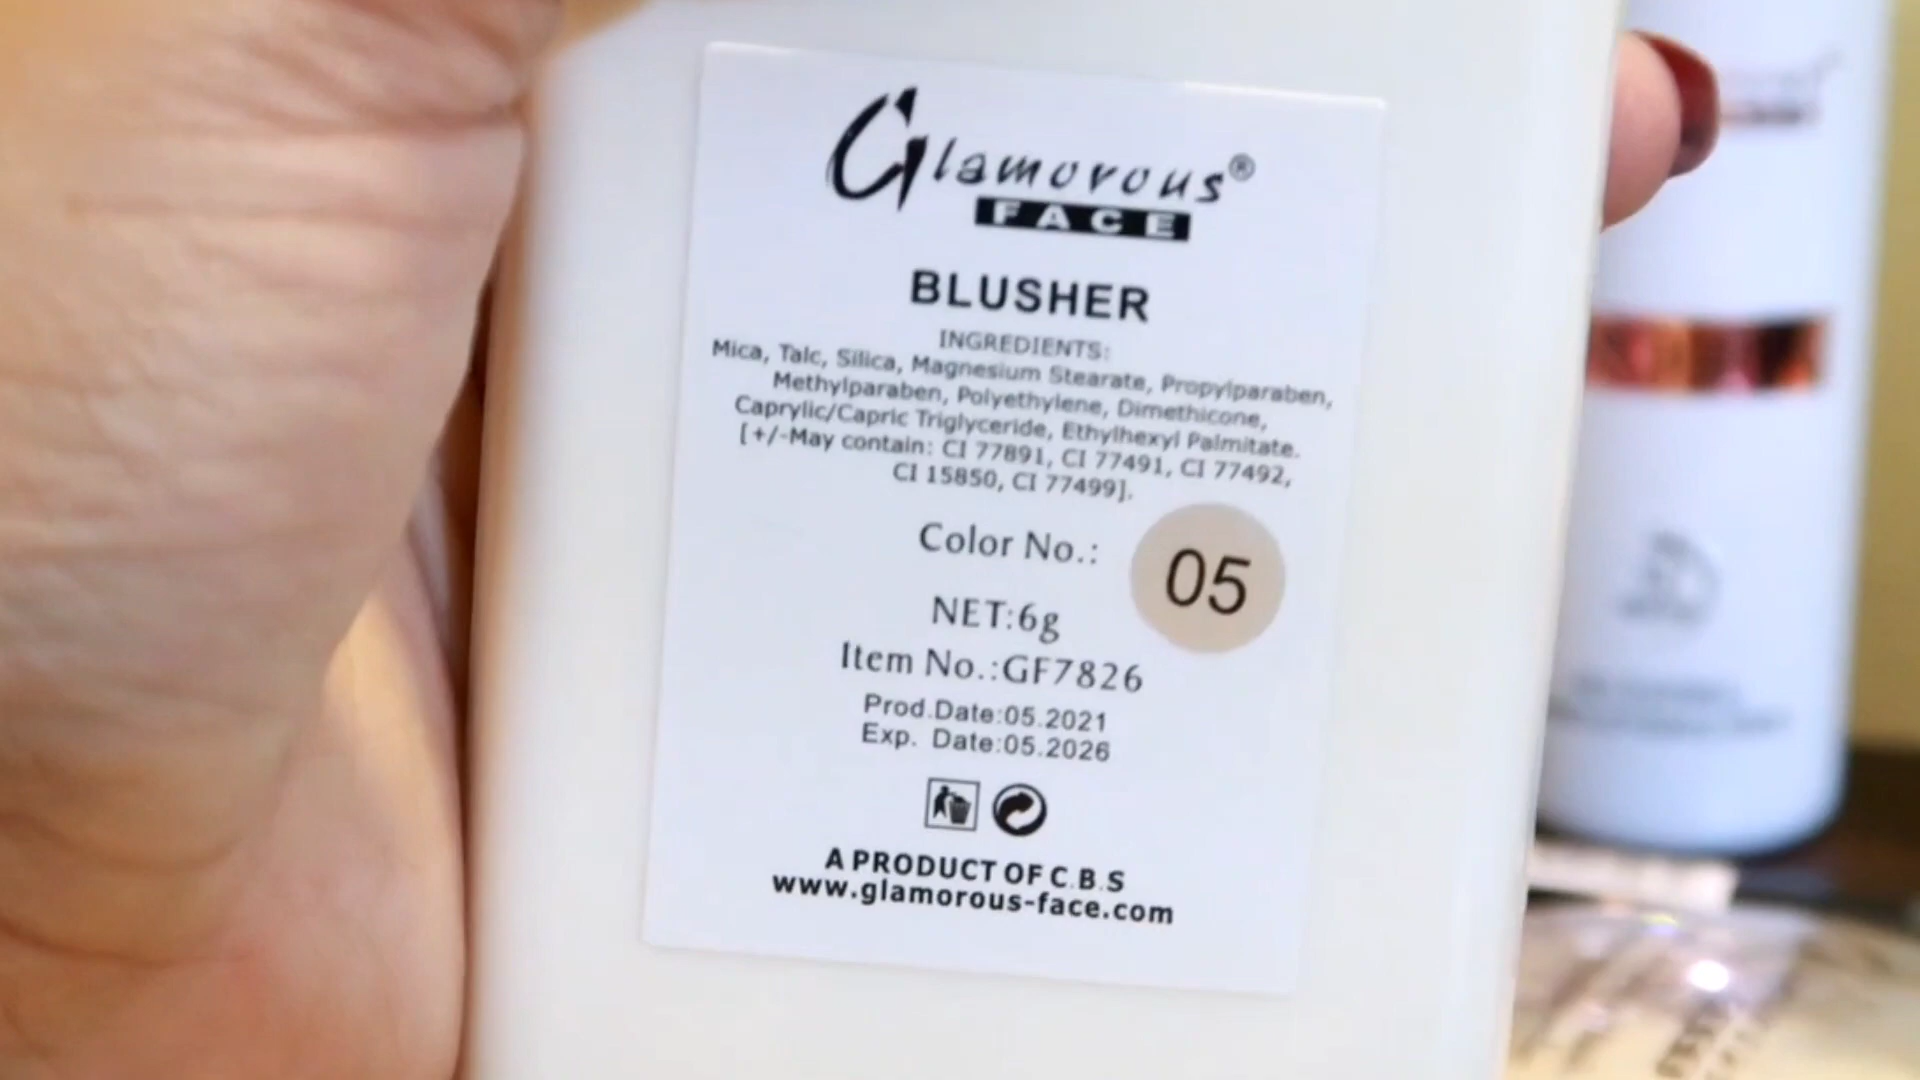 Glamorous®
FACE
BLUSHER
INGREDIENTS:
Mica, Talc, Silica, Magnesium Stearate, Propylparaben,
Methylparaben, Polyethylene, Dimethicone,
Caprylic/Capric Triglyceride, Ethylhexyl Palmitate.
[+/-May contain: CI 77891, CI 77491, CI 77492,
CI 15850, CI 77499].
Color No.: 05
NET:6g
Item No.:GF7826
Prod.Date:05.2021
Exp. Date:05.2026
A PRODUCT OF C.B.S
www.glamorous-face.com